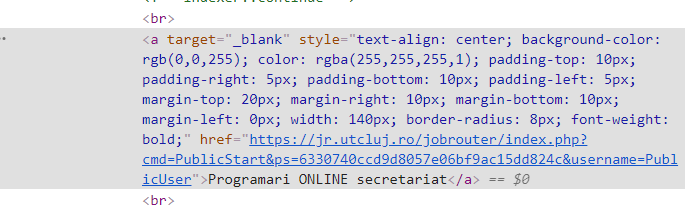 <br>
<a target="_blank" style="text-align: center; background-color:
rgb(0,0,255); color: rgba(255,255,255,1); padding-top: 10px;
padding-right: 5px; padding-bottom: 10px; padding-left: 5px;
margin-top: 20px; margin-right: 10px; margin-bottom: 10px;
margin-left: 0px; width: 140px; border-radius: 8px; font-weight:
bold;" href="https://jr.utcluj.ro/jobrouter/index.php?
cmd=PublicStart&ps=6330740ccd9d8057e06bf9ac15dd824c&username=Publ
icUser">Programari ONLINE secretariat</a> == $0
<br>